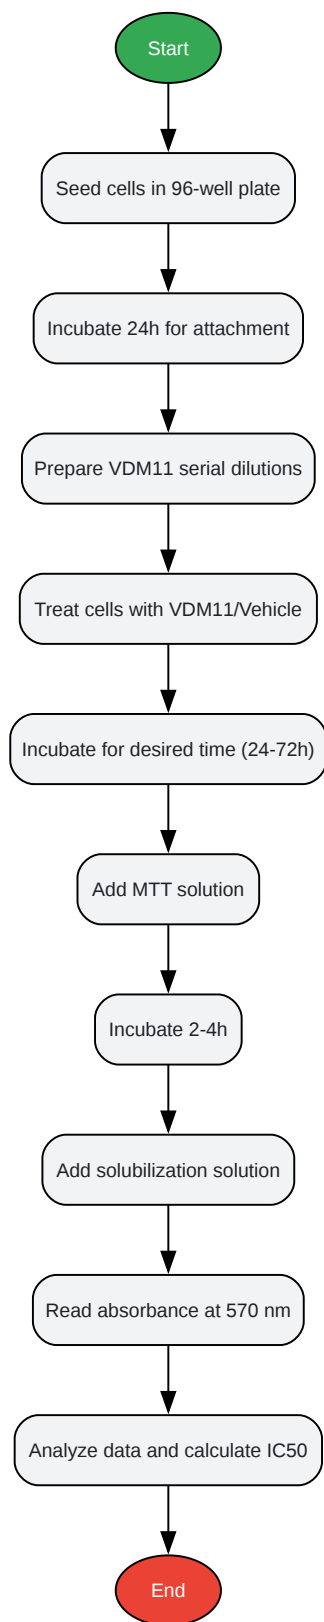 Start
Seed cells in 96-well plate
Incubate 24h for attachment
Prepare VDM11 serial dilutions
Treat cells with VDM11/Vehicle
Incubate for desired time (24-72h)
Add MTT solution
Incubate 2-4h
Add solubilization solution
Read absorbance at 570 nm
Analyze data and calculate IC50
End